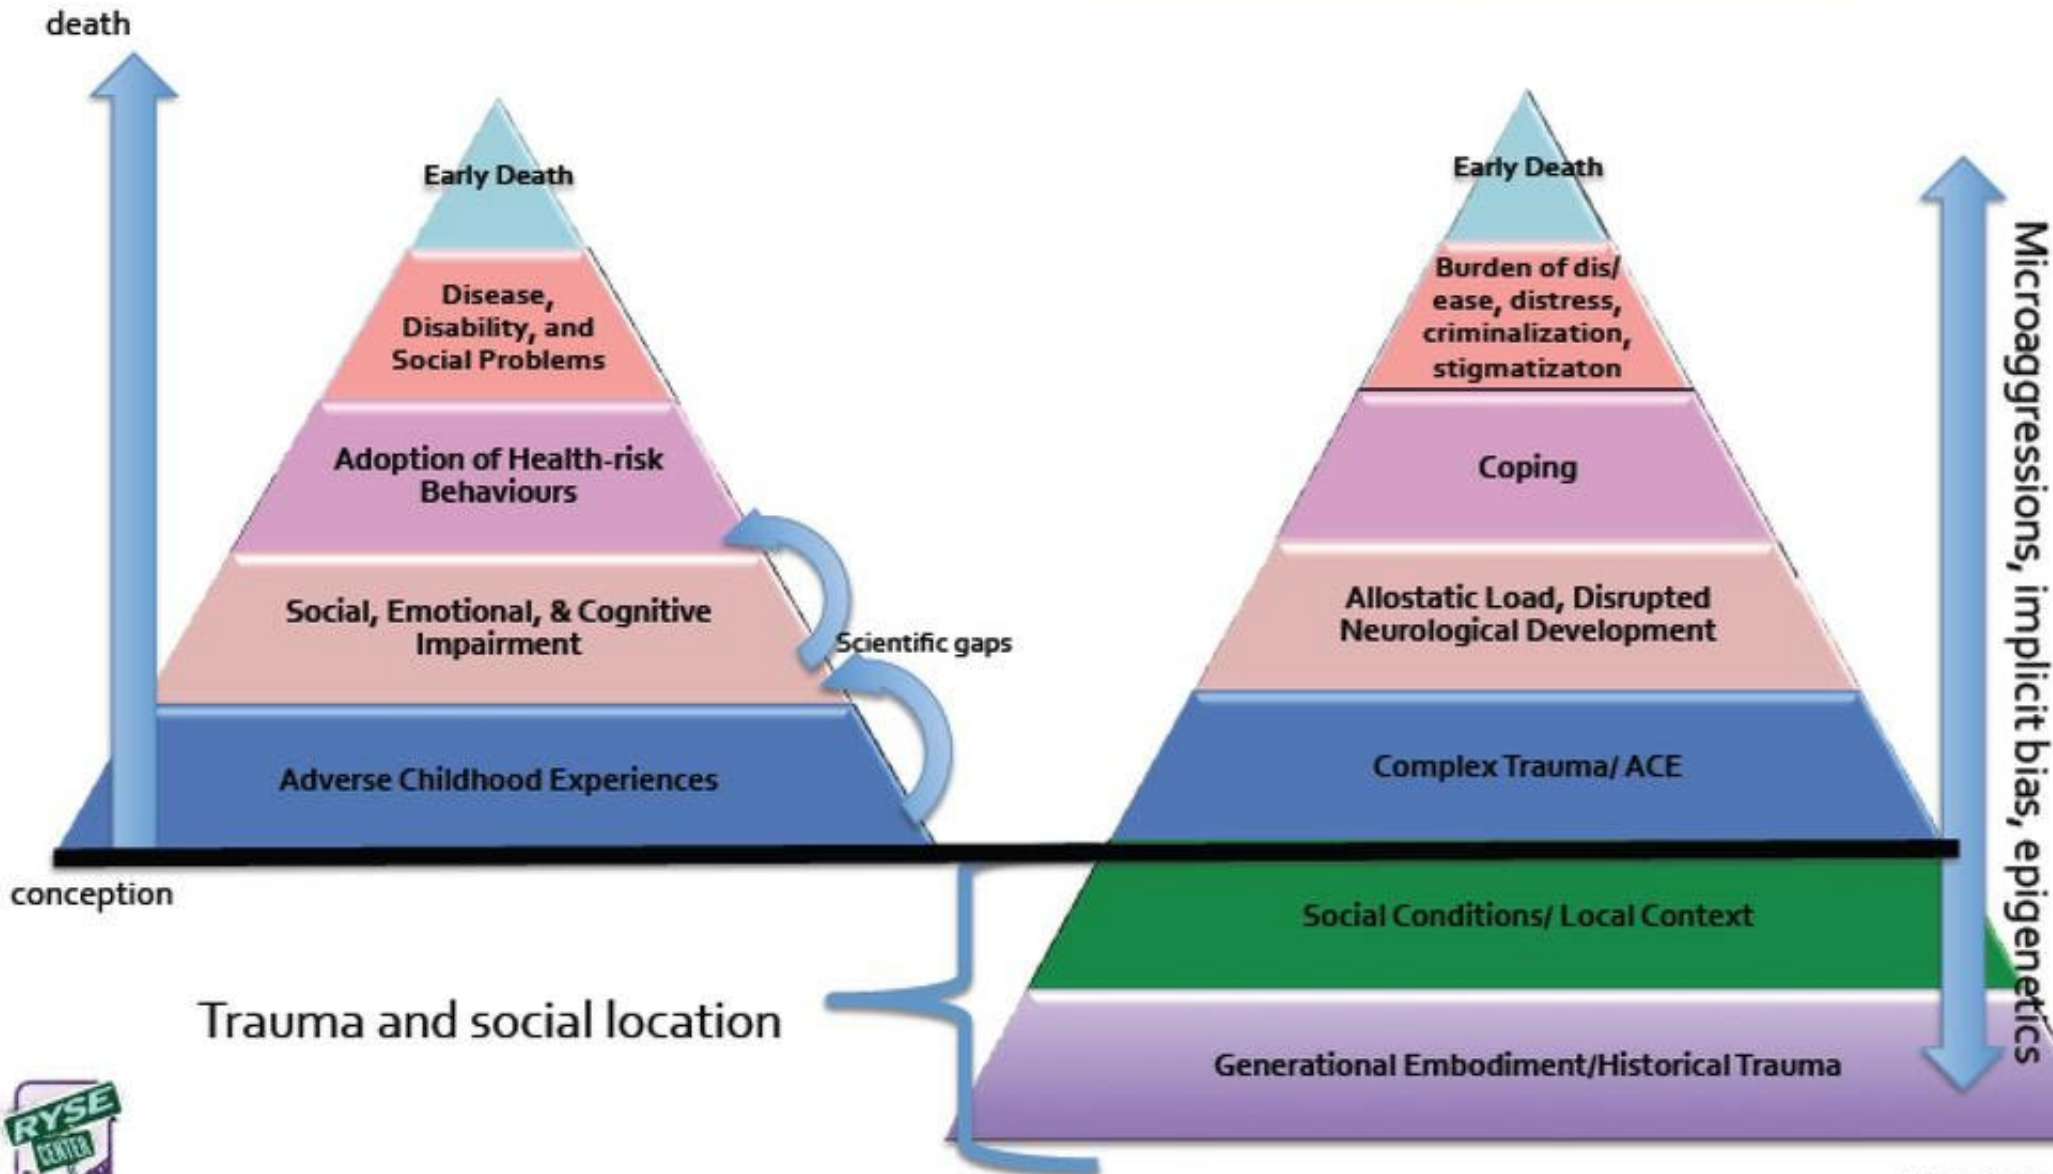 death
Early Death
Disease,
Disability, and
Social Problems
Adoption of Health-risk
Behaviours
Social, Emotional, & Cognitive
Impairment
Scientific gaps
Adverse Childhood Experiences
conception
Trauma and social location
Early Death
Burden of dis/
ease, distress,
criminalization,
stigmatizaton
Coping
Allostatic Load, Disrupted
Neurological Development
Complex Trauma/ ACE
Social Conditions/ Local Context
Generational Embodiment/Historical Trauma
Microaggressions, implicit bias, epigenetics
RYSE
CENTER